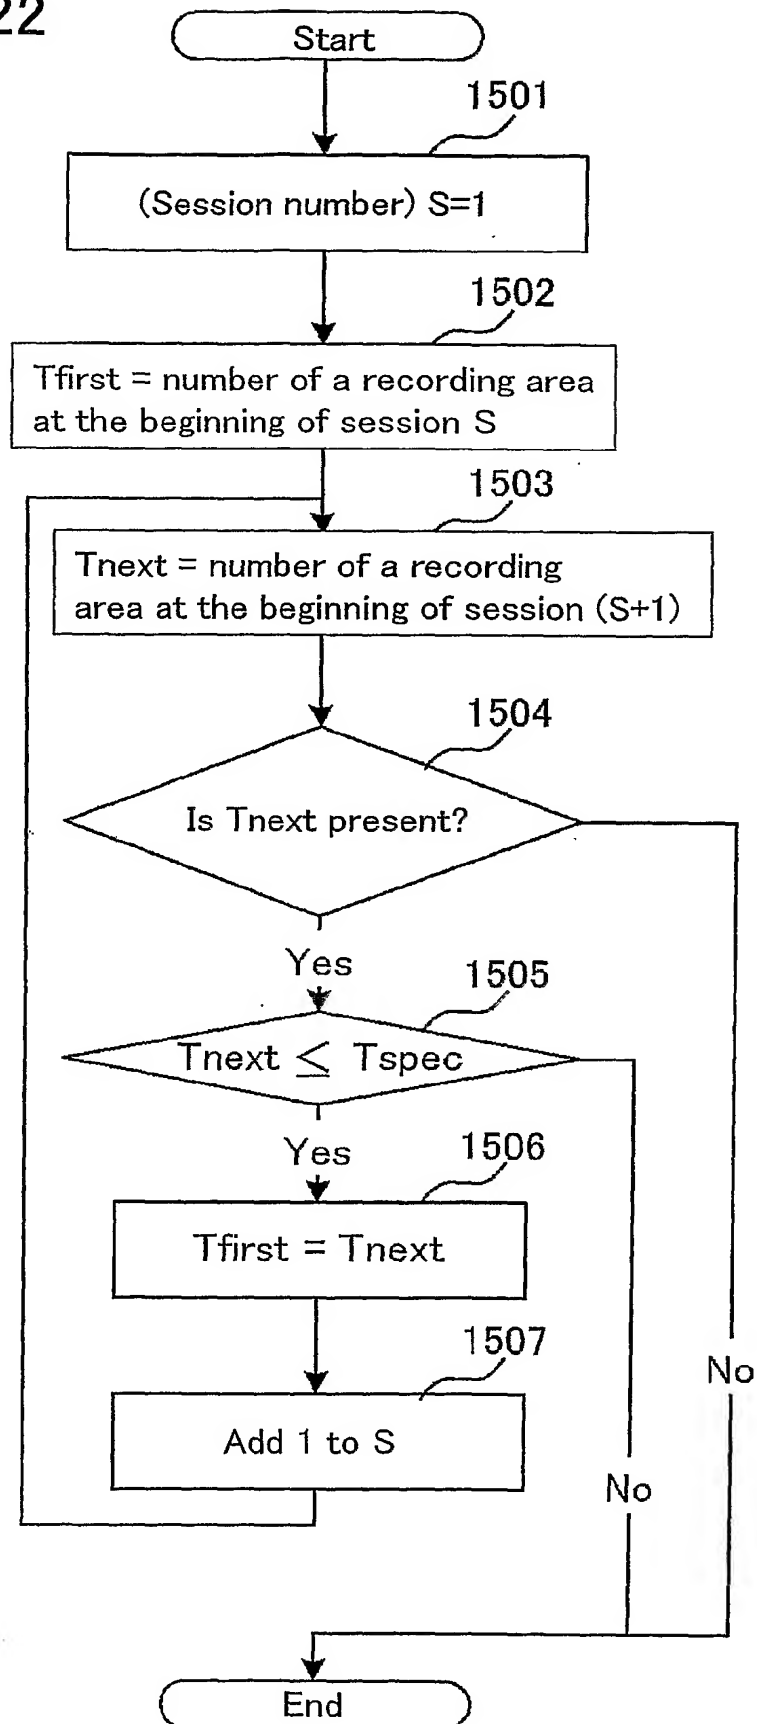 22
Start
1501
(Session number) S=1
1502
Tfirst = number of a recording area
at the beginning of session S
1503
Tnext = number of a recording
area at the beginning of session (S+1)
1504
Is Tnext present?
Yes
1505
Tnext ≤ Tspec
Yes
1506
Tfirst = Tnext
1507
Add 1 to S
No
No
End